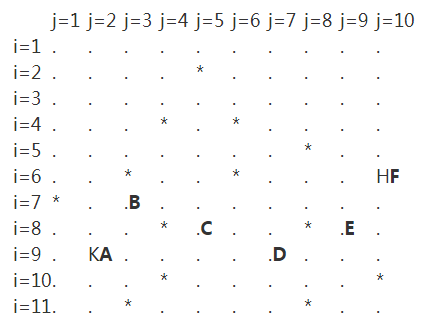 j=1 j=2 j=3 j=4 j=5 j=6 j=7 j=8 j=9 j=10
i=1 . . . . . . . . . .
i=2 . . . . * . . . . .
i=3 . . . . . . . . . .
i=4 . . . * . * . . . .
i=5 . . . . . . . * . .
i=6 . . * . . * . . . HF
i=7 * . .B . . . . . . .
i=8 . . . * .C . . * .E .
i=9 . KA . . . . .D . . .
i=10. . . * . . . . . *
i=11. . * . . . . * . .